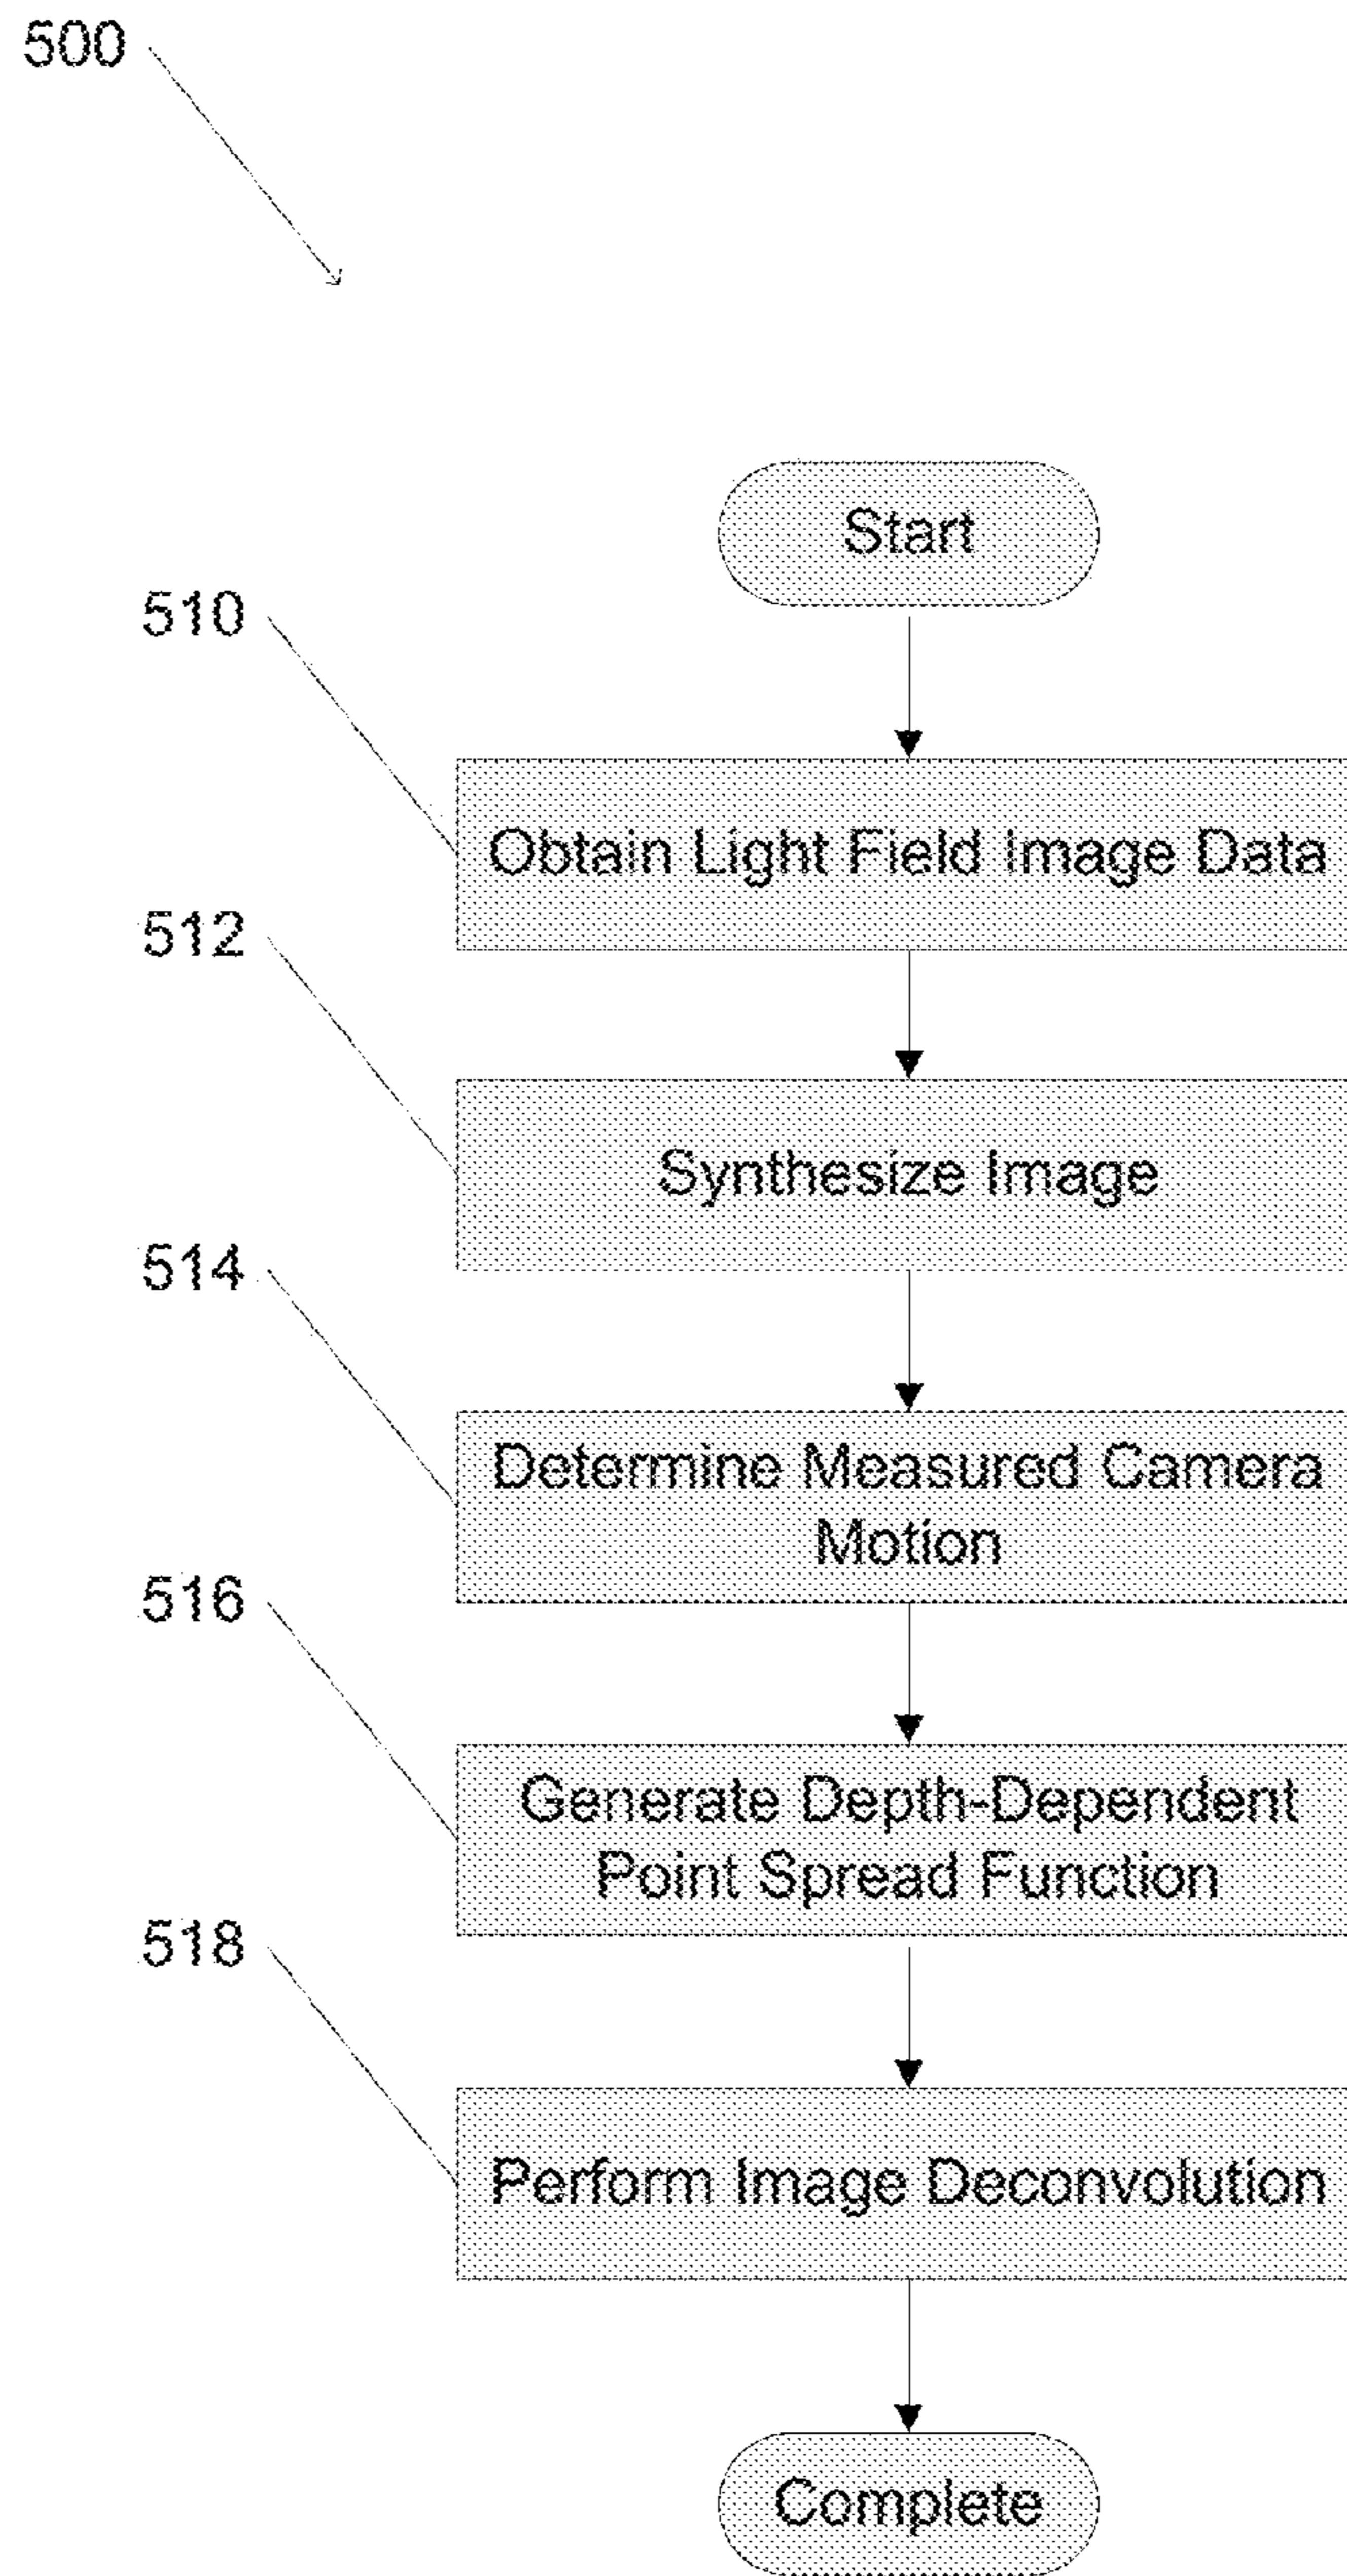 500
Start
510
Obtain Light Field Image Data
512
Synthesize Image
514
Determine Measured Camera
Motion
516
Generate Depth-Dependent
Point Spread Function
518
Perform Image Deconvolution
Complete